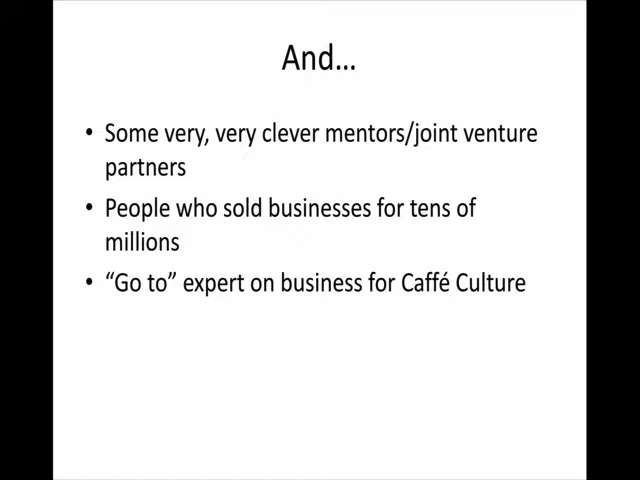 And...
• Some very, very clever mentors/joint venture
partners
• People who sold businesses for tens of
millions
• “Go to” expert on business for Caffé Culture